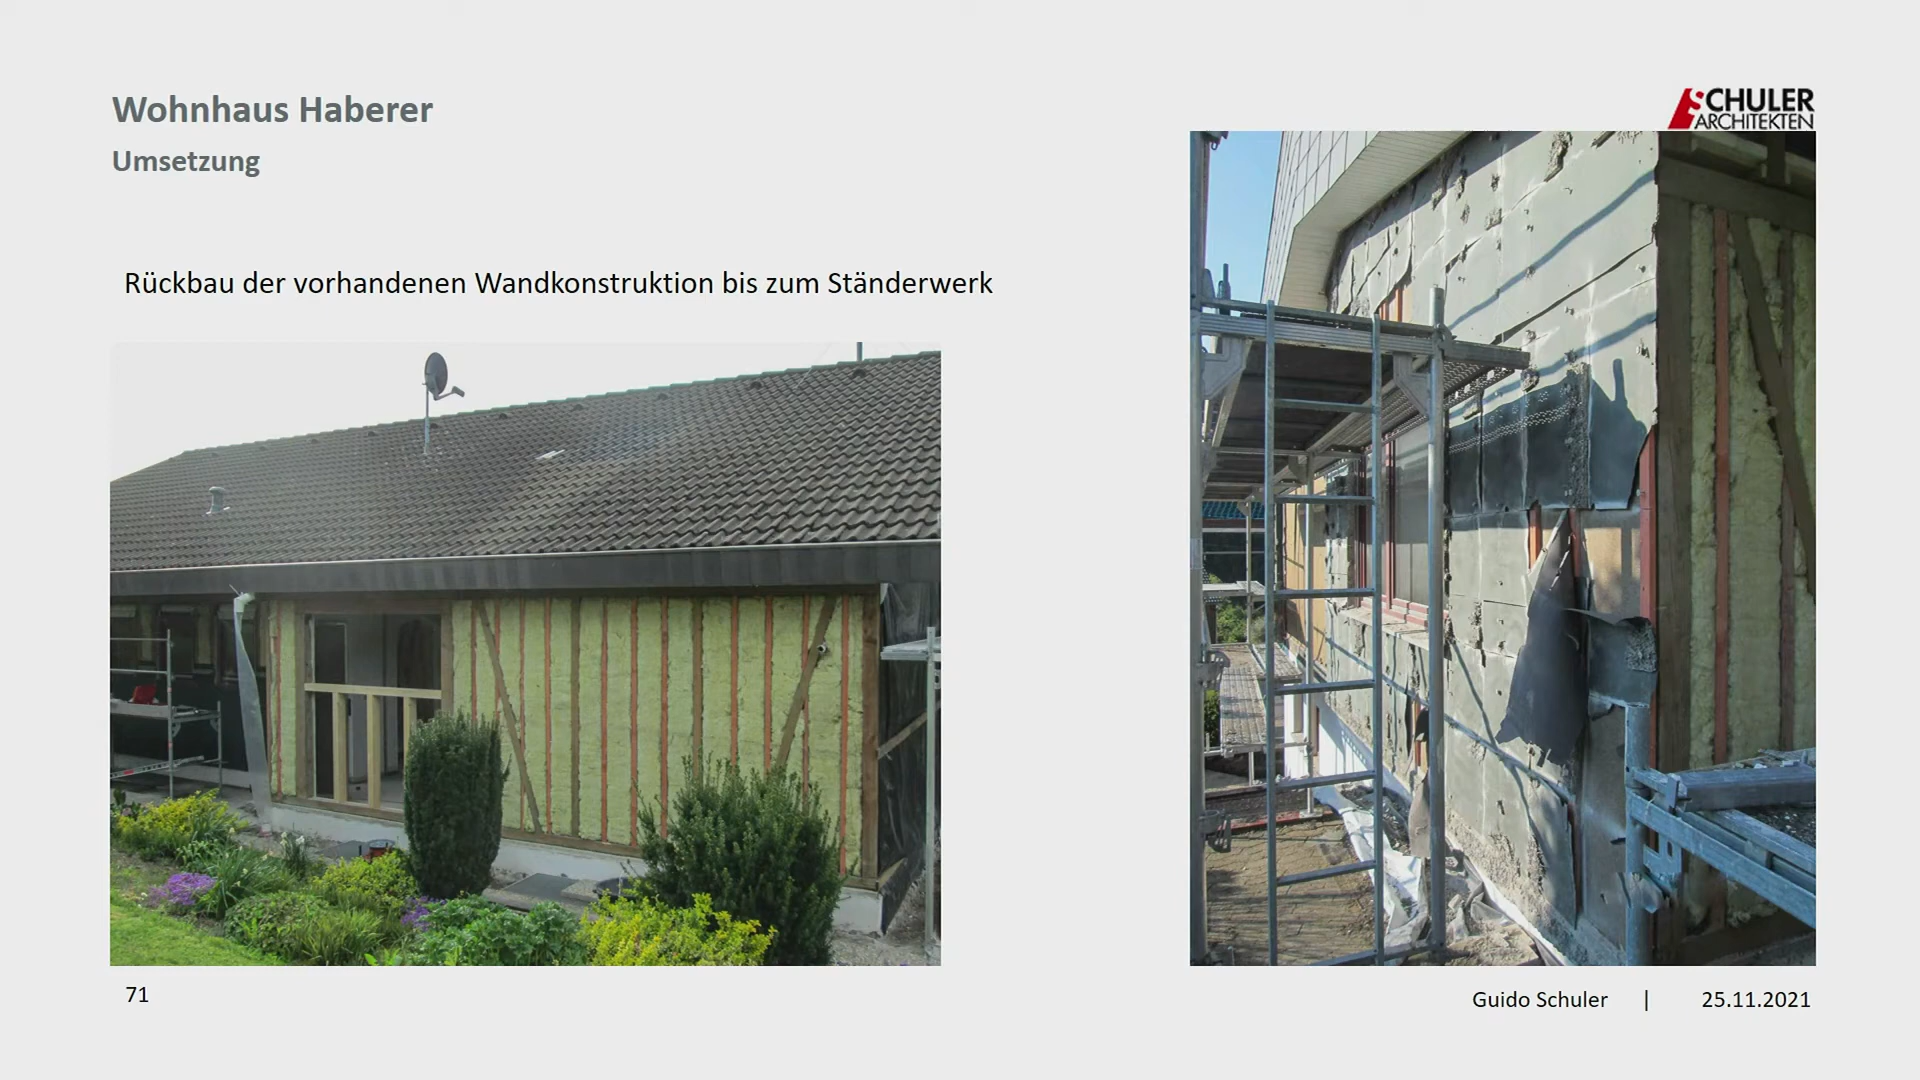 Wohnhaus Haberer
Umsetzung
SCHULER
ARCHITEKTEN
Rückbau der vorhandenen Wandkonstruktion bis zum Ständerwerk
71
Guido Schuler | 25.11.2021